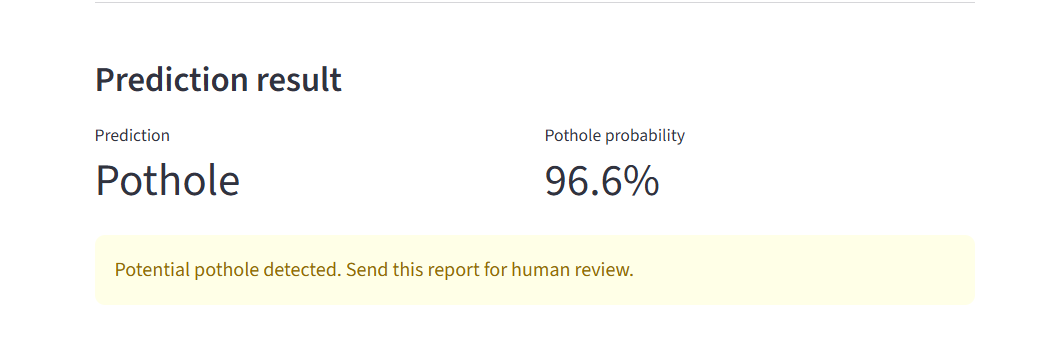 Prediction result
Prediction
Pothole
Pothole probability
96.6%
Potential pothole detected. Send this report for human review.